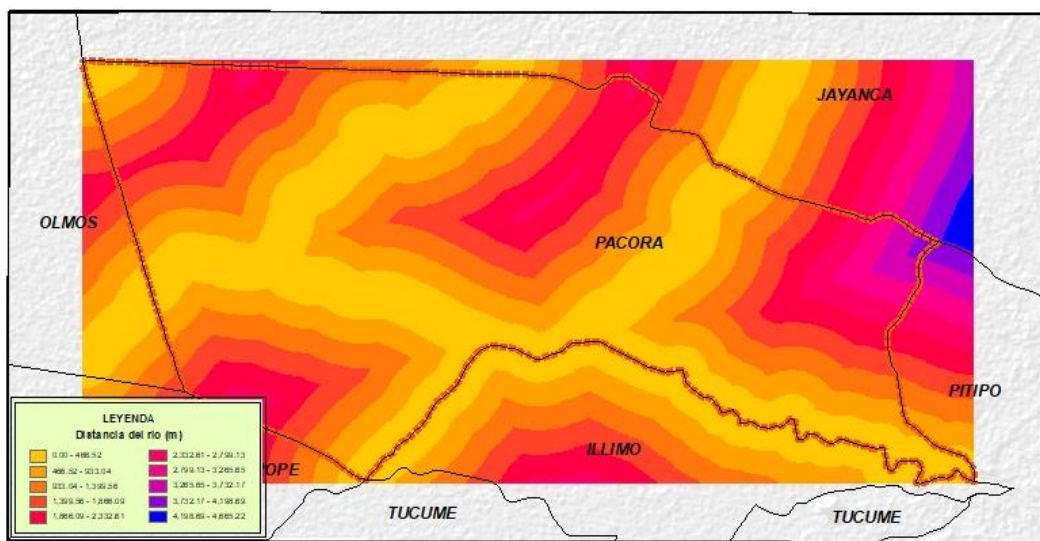 JAYANCA
OLMOS
PACORA
PITIPO
ILLIMO
OPE
TUCUME
TUCUME
LEYENDA
Distancia del rio (m)
0.00 - 466.52
466.52 - 933.04
933.04 - 1,399.56
1,399.56 - 1,866.09
1,866.09 - 2,332.61
2,332.61 - 2,799.13
2,799.13 - 3,265.65
3,265.65 - 3,732.17
3,732.17 - 4,198.69
4,198.69 - 4,665.22